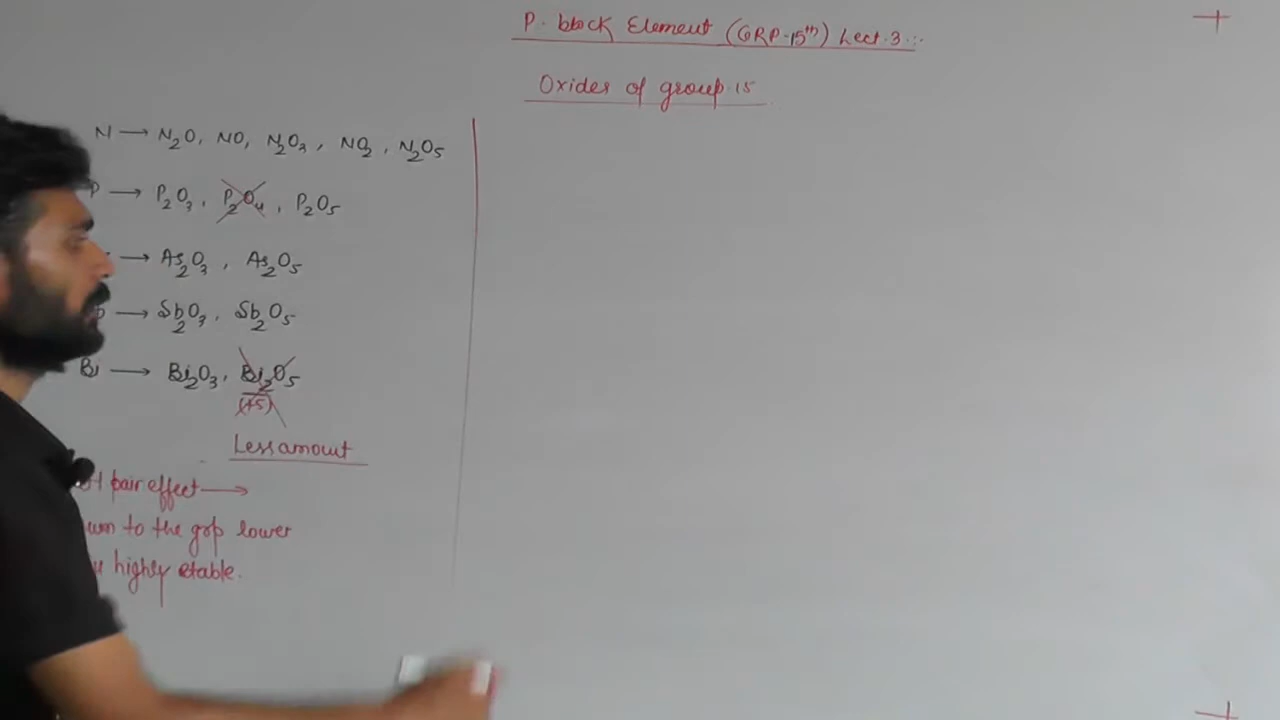 P. block Element (GRP-15th) Lect.3.:.
Oxides of group.15
N → N2O, NO, N2O3, NO2, N2O5
P → P2O3, P2O4, P2O5
→ As2O3, As2O5
→ Sb2O3, Sb2O5
Bi → Bi2O3, Bi2O5
(+5)
Less amout
pair effect →
to the grp lower
highly stable.